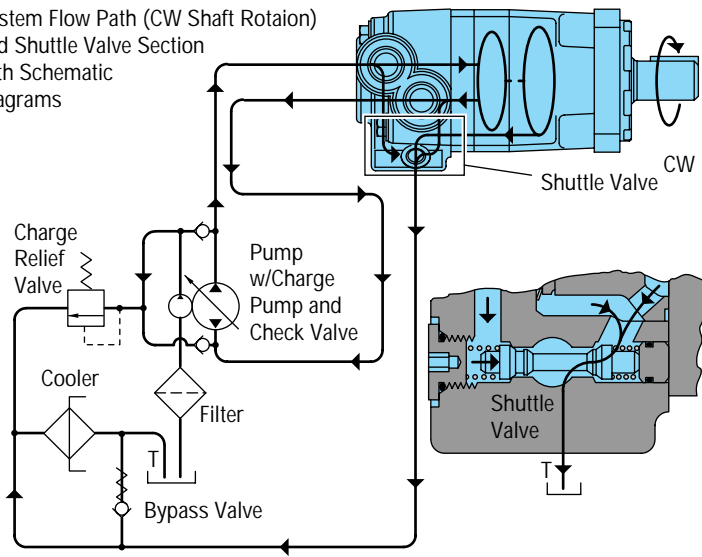 stem Flow Path (CW Shaft Rotaion)
d Shuttle Valve Section
th Schematic
agrams
CW
Shuttle Valve
Charge
Relief
Valve
Pump
w/Charge
Pump and
Check Valve
Cooler
Filter
Shuttle
Valve
T
T
Bypass Valve